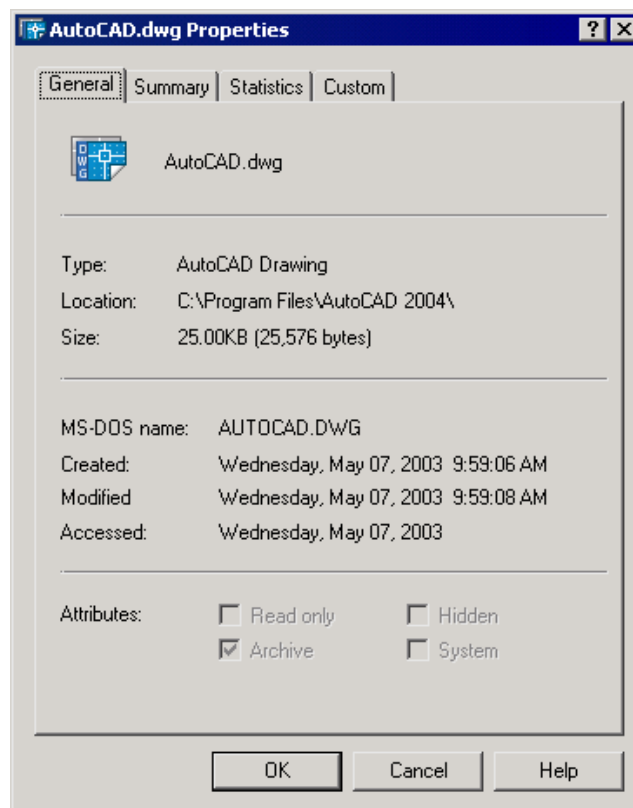 AutoCAD.dwg Properties
General Summary Statistics Custom
DWG
AutoCAD.dwg
Type: AutoCAD Drawing
Location: C:\Program Files\AutoCAD 2004\
Size: 25.00KB (25,576 bytes)
MS-DOS name: AUTOCAD.DWG
Created: Wednesday, May 07, 2003 9:59:06 AM
Modified Wednesday, May 07, 2003 9:59:08 AM
Accessed: Wednesday, May 07, 2003
Attributes: Read only Hidden
Archive System
OK Cancel Help